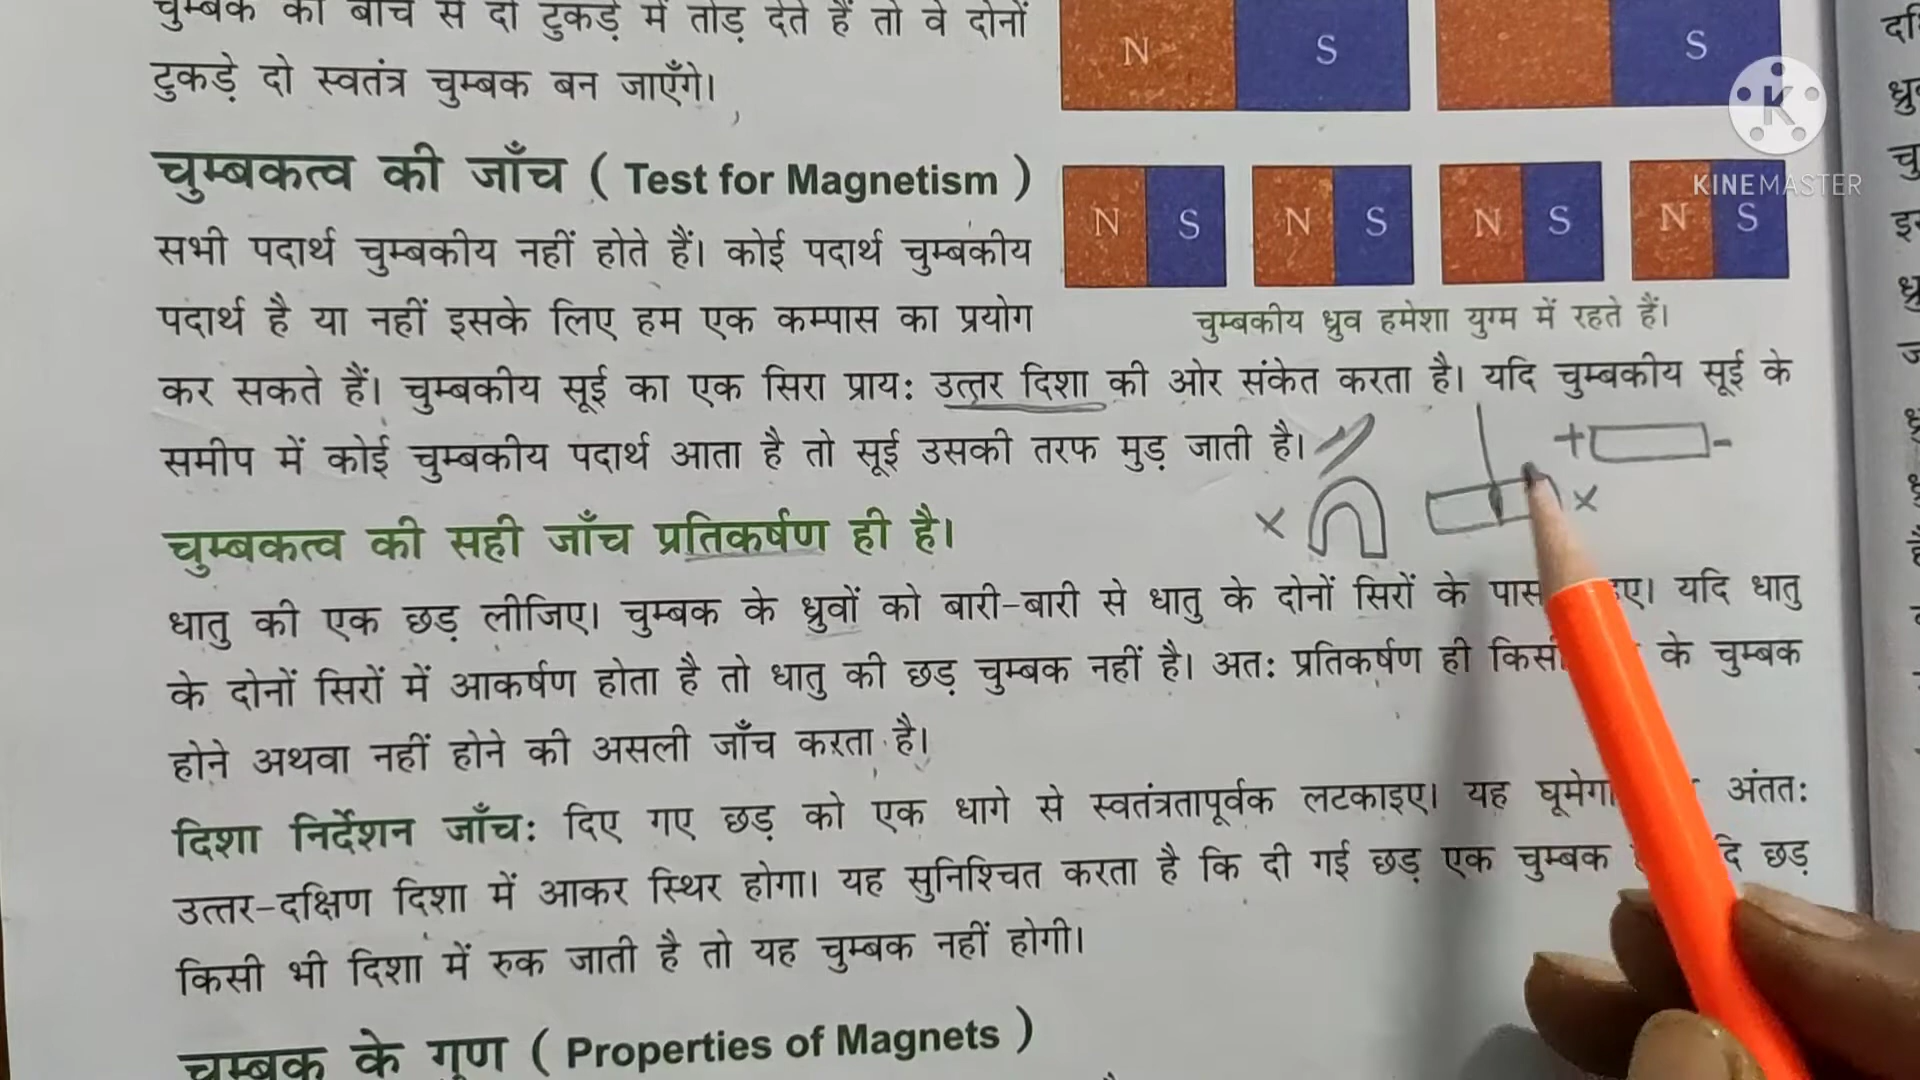 चुम्बक को बीच से दो टुकड़े में तोड़ देते हैं तो वे दोनों
टुकड़े दो स्वतंत्र चुम्बक बन जाएँगे।
N S S
KINEMASTER
चुम्बकत्व की जाँच ( Test for Magnetism )
N S N S N S N S
सभी पदार्थ चुम्बकीय नहीं होते हैं। कोई पदार्थ चुम्बकीय
पदार्थ है या नहीं इसके लिए हम एक कम्पास का प्रयोग
चुम्बकीय ध्रुव हमेशा युग्म में रहते हैं।
कर सकते हैं। चुम्बकीय सूई का एक सिरा प्राय: उत्तर दिशा की ओर संकेत करता है। यदि चुम्बकीय सूई के
समीप में कोई चुम्बकीय पदार्थ आता है तो सूई उसकी तरफ मुड़ जाती है।
+ -
x x
चुम्बकत्व की सही जाँच प्रतिकर्षण ही है।
धातु की एक छड़ लीजिए। चुम्बक के ध्रुवों को बारी-बारी से धातु के दोनों सिरों के पास यदि धातु
के दोनों सिरों में आकर्षण होता है तो धातु की छड़ चुम्बक नहीं है। अत: प्रतिकर्षण ही किसी के चुम्बक
होने अथवा नहीं होने की असली जाँच करता है।
दिशा निर्देशन जाँच: दिए गए छड़ को एक धागे से स्वतंत्रतापूर्वक लटकाइए। यह घूमेगा अंतत:
उत्तर-दक्षिण दिशा में आकर स्थिर होगा। यह सुनिश्चित करता है कि दी गई छड़ एक चुम्बक छड़
किसी भी दिशा में रुक जाती है तो यह चुम्बक नहीं होगी।
चुम्बक के गुण ( Properties of Magnets )